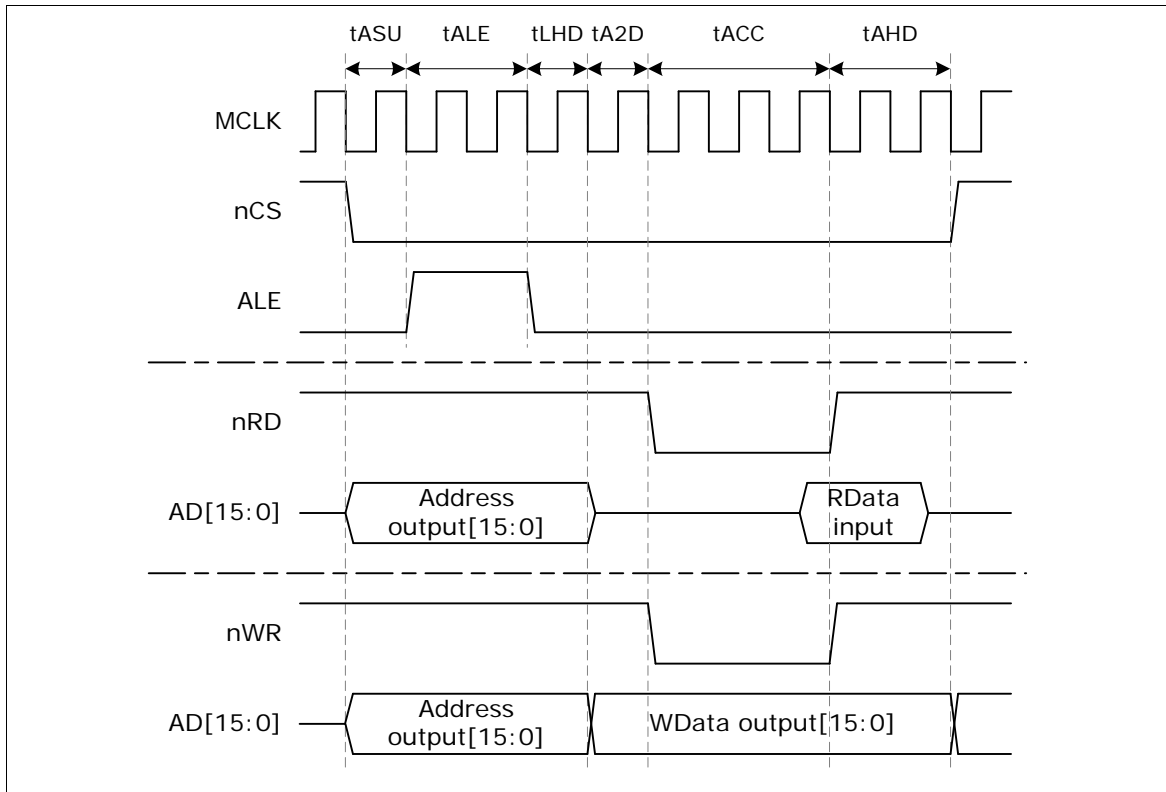 tASU tALE tLHD tA2D tACC tAHD
MCLK
nCS
ALE
nRD
AD[15:0] Address output[15:0] RData input
nWR
AD[15:0] Address output[15:0] WData output[15:0]